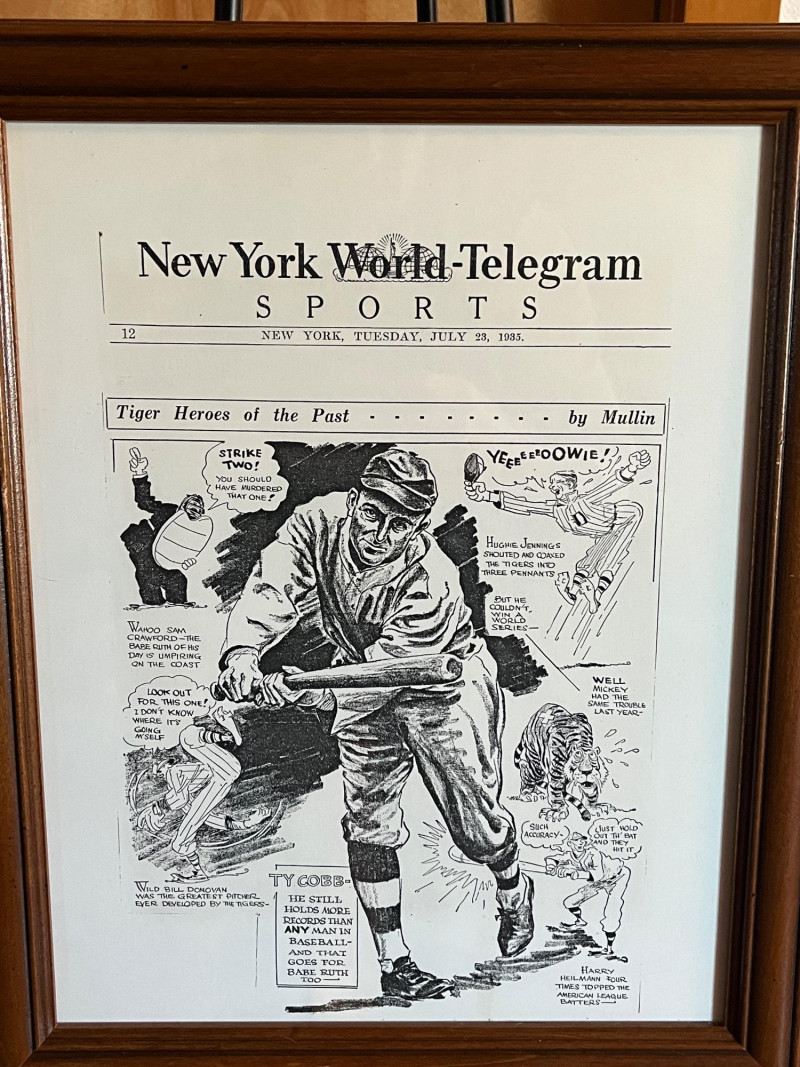 New York World-Telegram
SPORTS
12 NEW YORK, TUESDAY, JULY 23, 1935.
Tiger Heroes of the Past - - - - - - - - by Mullin
STRIKE
TWO!
YOU SHOULD
HAVE MURDERED
THAT ONE!
YEEEEEOOWIE!
HUGHIE JENNINGS
SHOUTED AND COAXED
THE TIGERS INTO
THREE PENNANTS
BUT HE
COULDN'T
WIN A
WORLD
SERIES—
WAHOO SAM
CRAWFORD—THE
BABE RUTH OF HIS
DAY IS UMPIRING
ON THE COAST
WELL
MICKEY
HAD THE
SAME TROUBLE
LAST YEAR—
LOOK OUT
FOR THIS ONE!
I DON'T KNOW
WHERE IT'S
GOING
M'SELF
SUCH
ACCURACY—
JUST HOLD
OUT TH' BAT
AND THEY
HIT IT
WILD BILL DONOVAN
WAS THE GREATEST PITCHER
EVER DEVELOPED BY THE TIGERS—
TY COBB-
HE STILL
HOLDS MORE
RECORDS THAN
ANY MAN IN
BASEBALL—
AND THAT
GOES FOR
BABE RUTH
TOO—
HARRY
HEILMANN FOUR
TIMES TOPPED THE
AMERICAN LEAGUE
BATTERS—